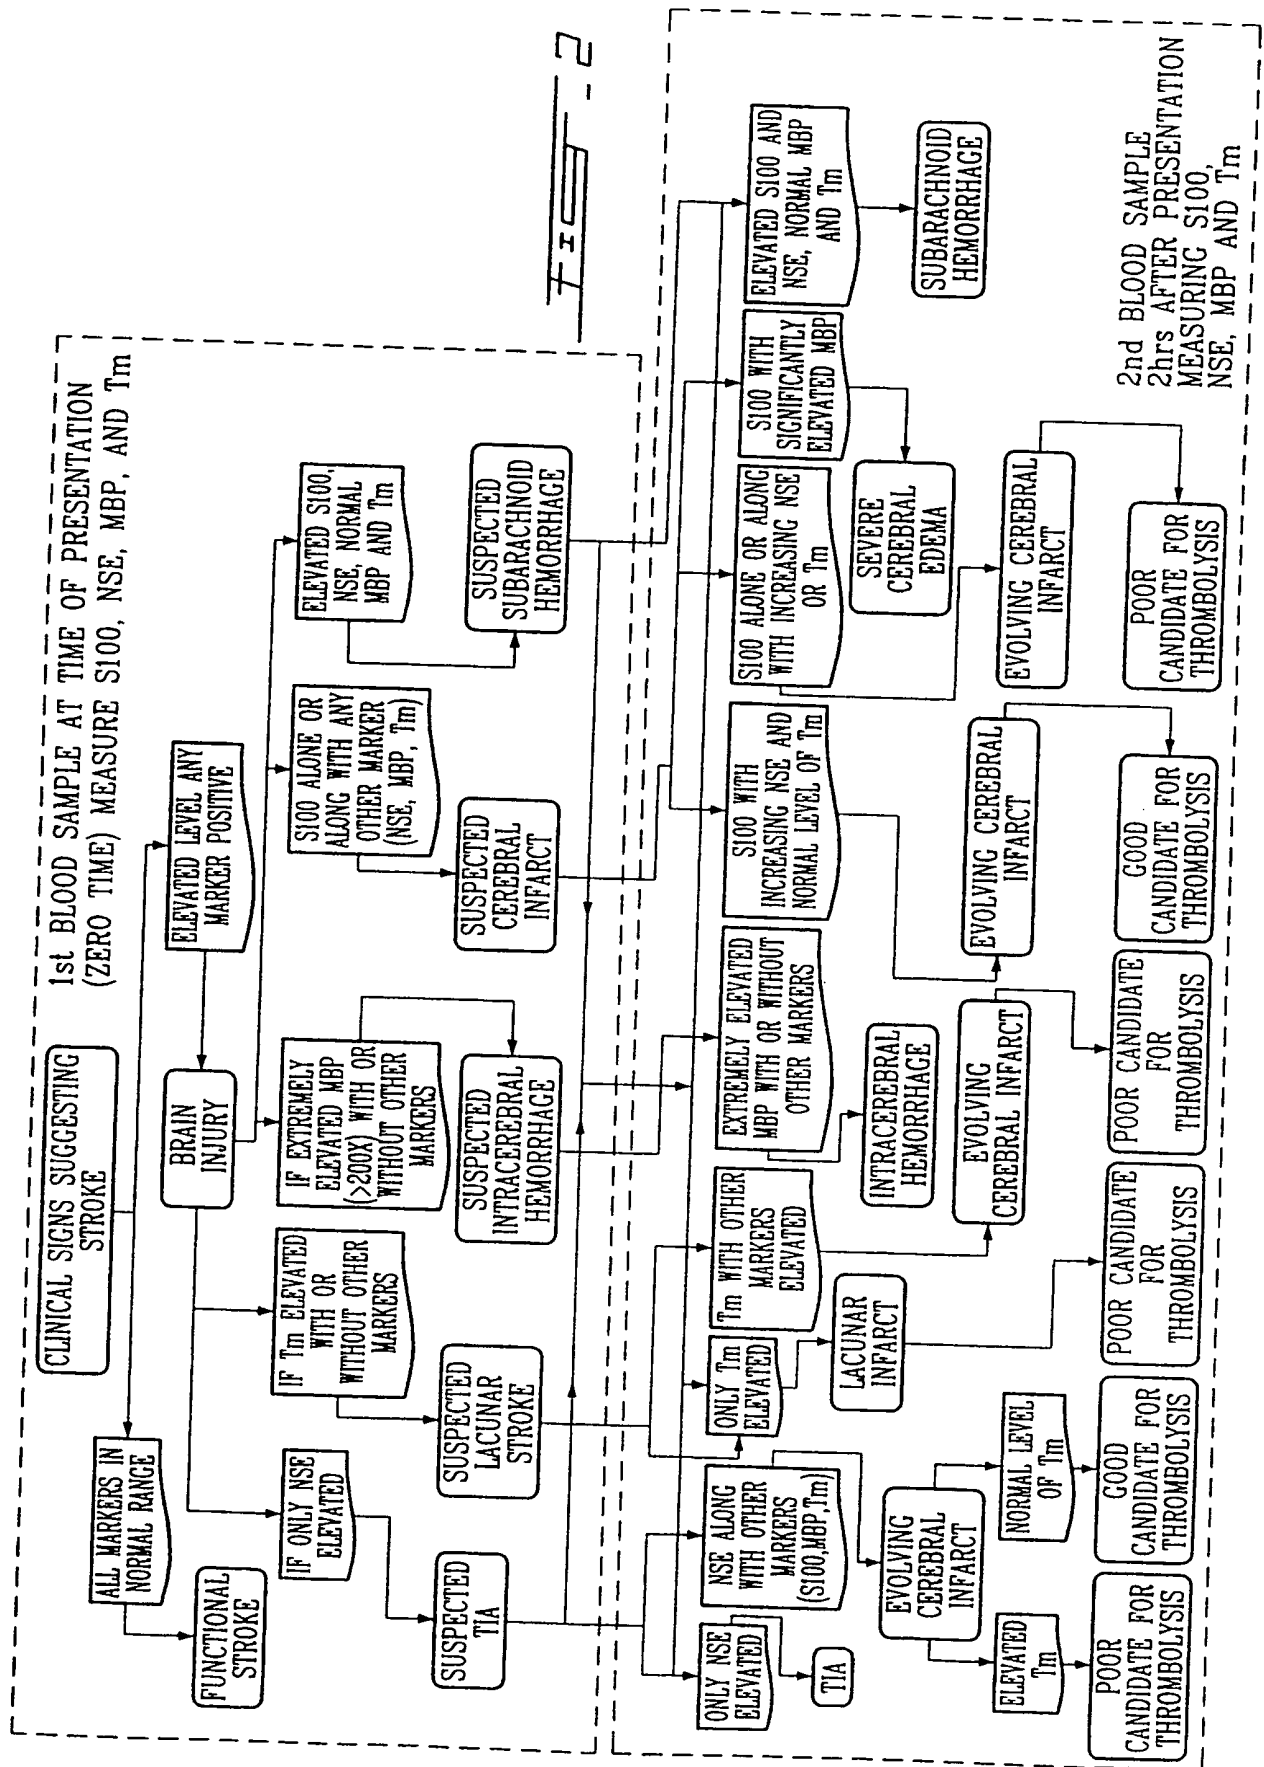 1st BLOOD SAMPLE AT TIME OF PRESENTATION
(ZERO TIME) MEASURE S100, NSE, MBP, AND Tm
CLINICAL SIGNS SUGGESTING
STROKE
ALL MARKERS IN
NORMAL RANGE
ELEVATED LEVEL ANY
MARKER POSITIVE
FUNCTIONAL
STROKE
BRAIN
INJURY
IF ONLY NSE
ELEVATED
IF Tm ELEVATED
WITH OR
WITHOUT OTHER
MARKERS
IF EXTREMELY
ELEVATED MBP
(>200X) WITH OR
WITHOUT OTHER
MARKERS
S100 ALONE OR
ALONG WITH ANY
OTHER MARKER
(NSE, MBP, Tm)
ELEVATED S100,
NSE, NORMAL
MBP AND Tm
SUSPECTED
TIA
SUSPECTED
LACUNAR
STROKE
SUSPECTED
INTRACEREBRAL
HEMORRHAGE
SUSPECTED
CEREBRAL
INFARCT
SUSPECTED
SUBARACHNOID
HEMORRHAGE
FIG - 2
ONLY NSE
ELEVATED
NSE ALONG
WITH OTHER
MARKERS
(S100,MBP,Tm)
ONLY Tm
ELEVATED
Tm WITH OTHER
MARKERS
ELEVATED
EXTREMELY ELEVATED
MBP WITH OR WITHOUT
OTHER MARKERS
S100 WITH
INCREASING NSE AND
NORMAL LEVEL OF Tm
S100 ALONE OR ALONG
WITH INCREASING NSE
OR Tm
S100 WITH
SIGNIFICANTLY
ELEVATED MBP
ELEVATED S100 AND
NSE, NORMAL MBP
AND Tm
TIA
EVOLVING
CEREBRAL
INFARCT
LACUNAR
INFARCT
INTRACEREBRAL
HEMORRHAGE
SEVERE
CEREBRAL
EDEMA
SUBARACHNOID
HEMORRHAGE
ELEVATED
Tm
NORMAL LEVEL
OF Tm
EVOLVING
CEREBRAL INFARCT
EVOLVING CEREBRAL
INFARCT
EVOLVING CEREBRAL
INFARCT
POOR
CANDIDATE FOR
THROMBOLYSIS
GOOD
CANDIDATE FOR
THROMBOLYSIS
POOR CANDIDATE
FOR
THROMBOLYSIS
POOR CANDIDATE
FOR
THROMBOLYSIS
GOOD
CANDIDATE FOR
THROMBOLYSIS
POOR
CANDIDATE FOR
THROMBOLYSIS
2nd BLOOD SAMPLE
2hrs AFTER PRESENTATION
MEASURING S100,
NSE, MBP AND Tm